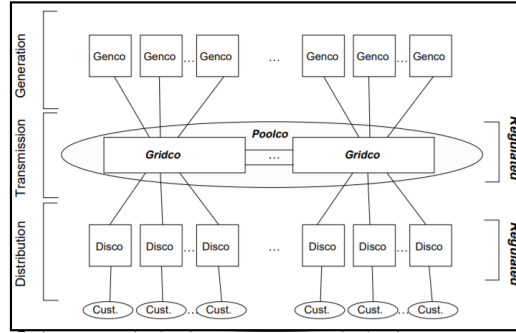 Generation
Genco Genco ... Genco ... Genco Genco ... Genco
Transmission
Poolco
Gridco ... Gridco
Regulated
Distribution
Disco Disco ... Disco ... Disco Disco ... Disco
Regulated
Cust. Cust. ... Cust. Cust. Cust. ... Cust.